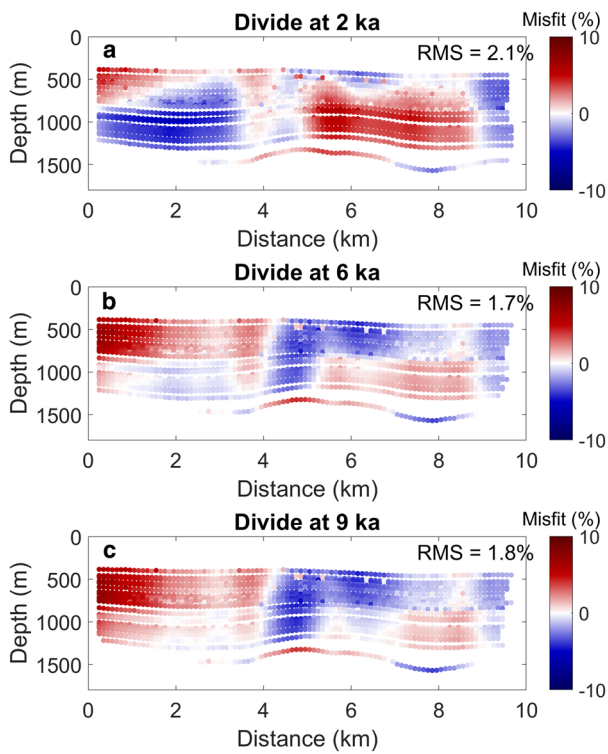 Divide at 2 ka
Misfit (%)
a
RMS = 2.1%
0
500
1000
1500
Depth (m)
0
2
4
6
8
10
Distance (km)
10
0
-10
Divide at 6 ka
Misfit (%)
b
RMS = 1.7%
0
500
1000
1500
Depth (m)
0
2
4
6
8
10
Distance (km)
10
0
-10
Divide at 9 ka
Misfit (%)
c
RMS = 1.8%
0
500
1000
1500
Depth (m)
0
2
4
6
8
10
Distance (km)
10
0
-10